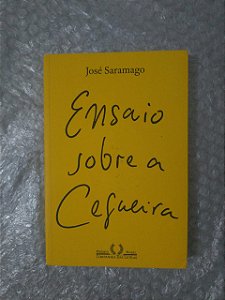 José Saramago
Ensaio
sobre a
Cegueira